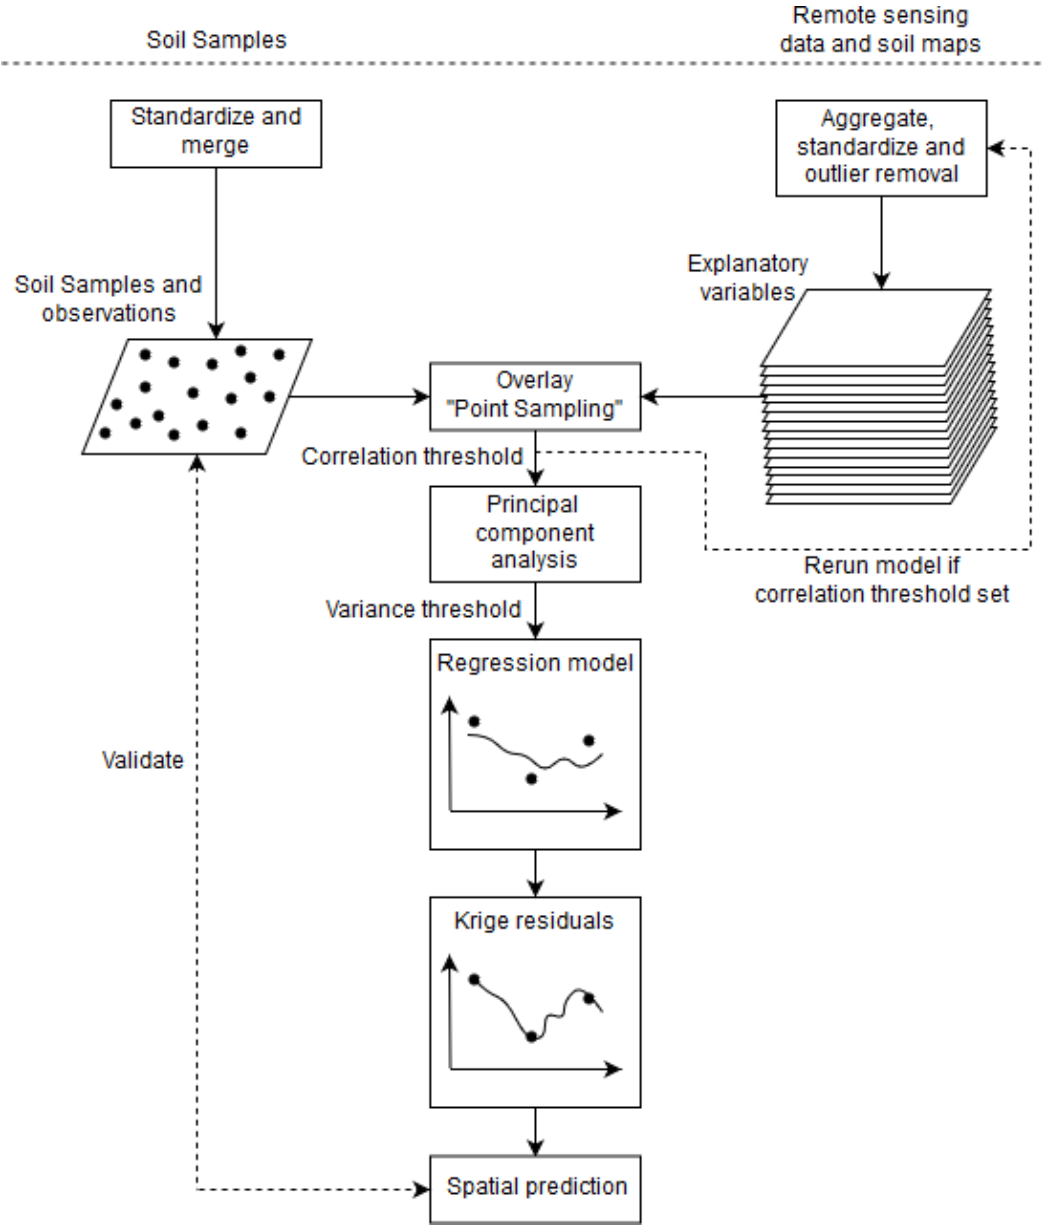 Soil Samples
Remote sensing
data and soil maps
Standardize and
merge
Aggregate,
standardize and
outlier removal
Soil Samples and
observations
Explanatory
variables
Overlay
"Point Sampling"
Correlation threshold
Principal
component
analysis
Rerun model if
correlation threshold set
Variance threshold
Regression model
Validate
Krige residuals
Spatial prediction